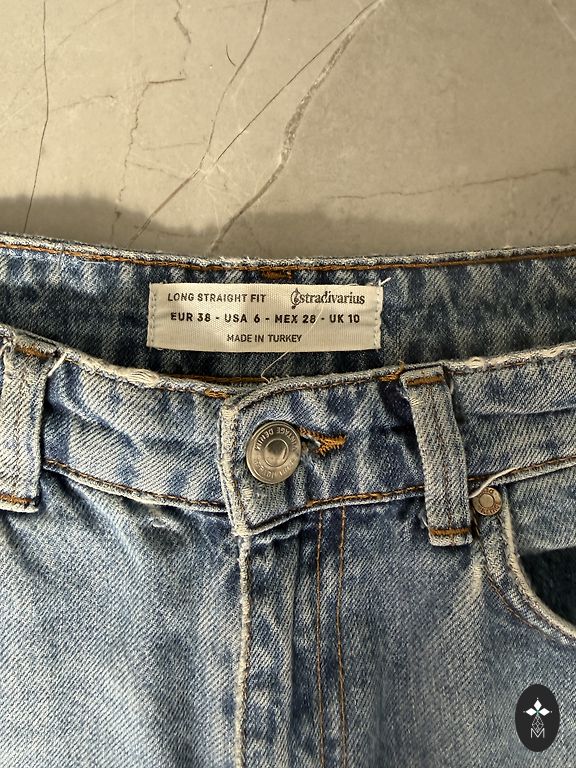 LONG STRAIGHT FIT stradivarius
EUR 38 - USA 6 - MEX 28 - UK 10
MADE IN TURKEY
M